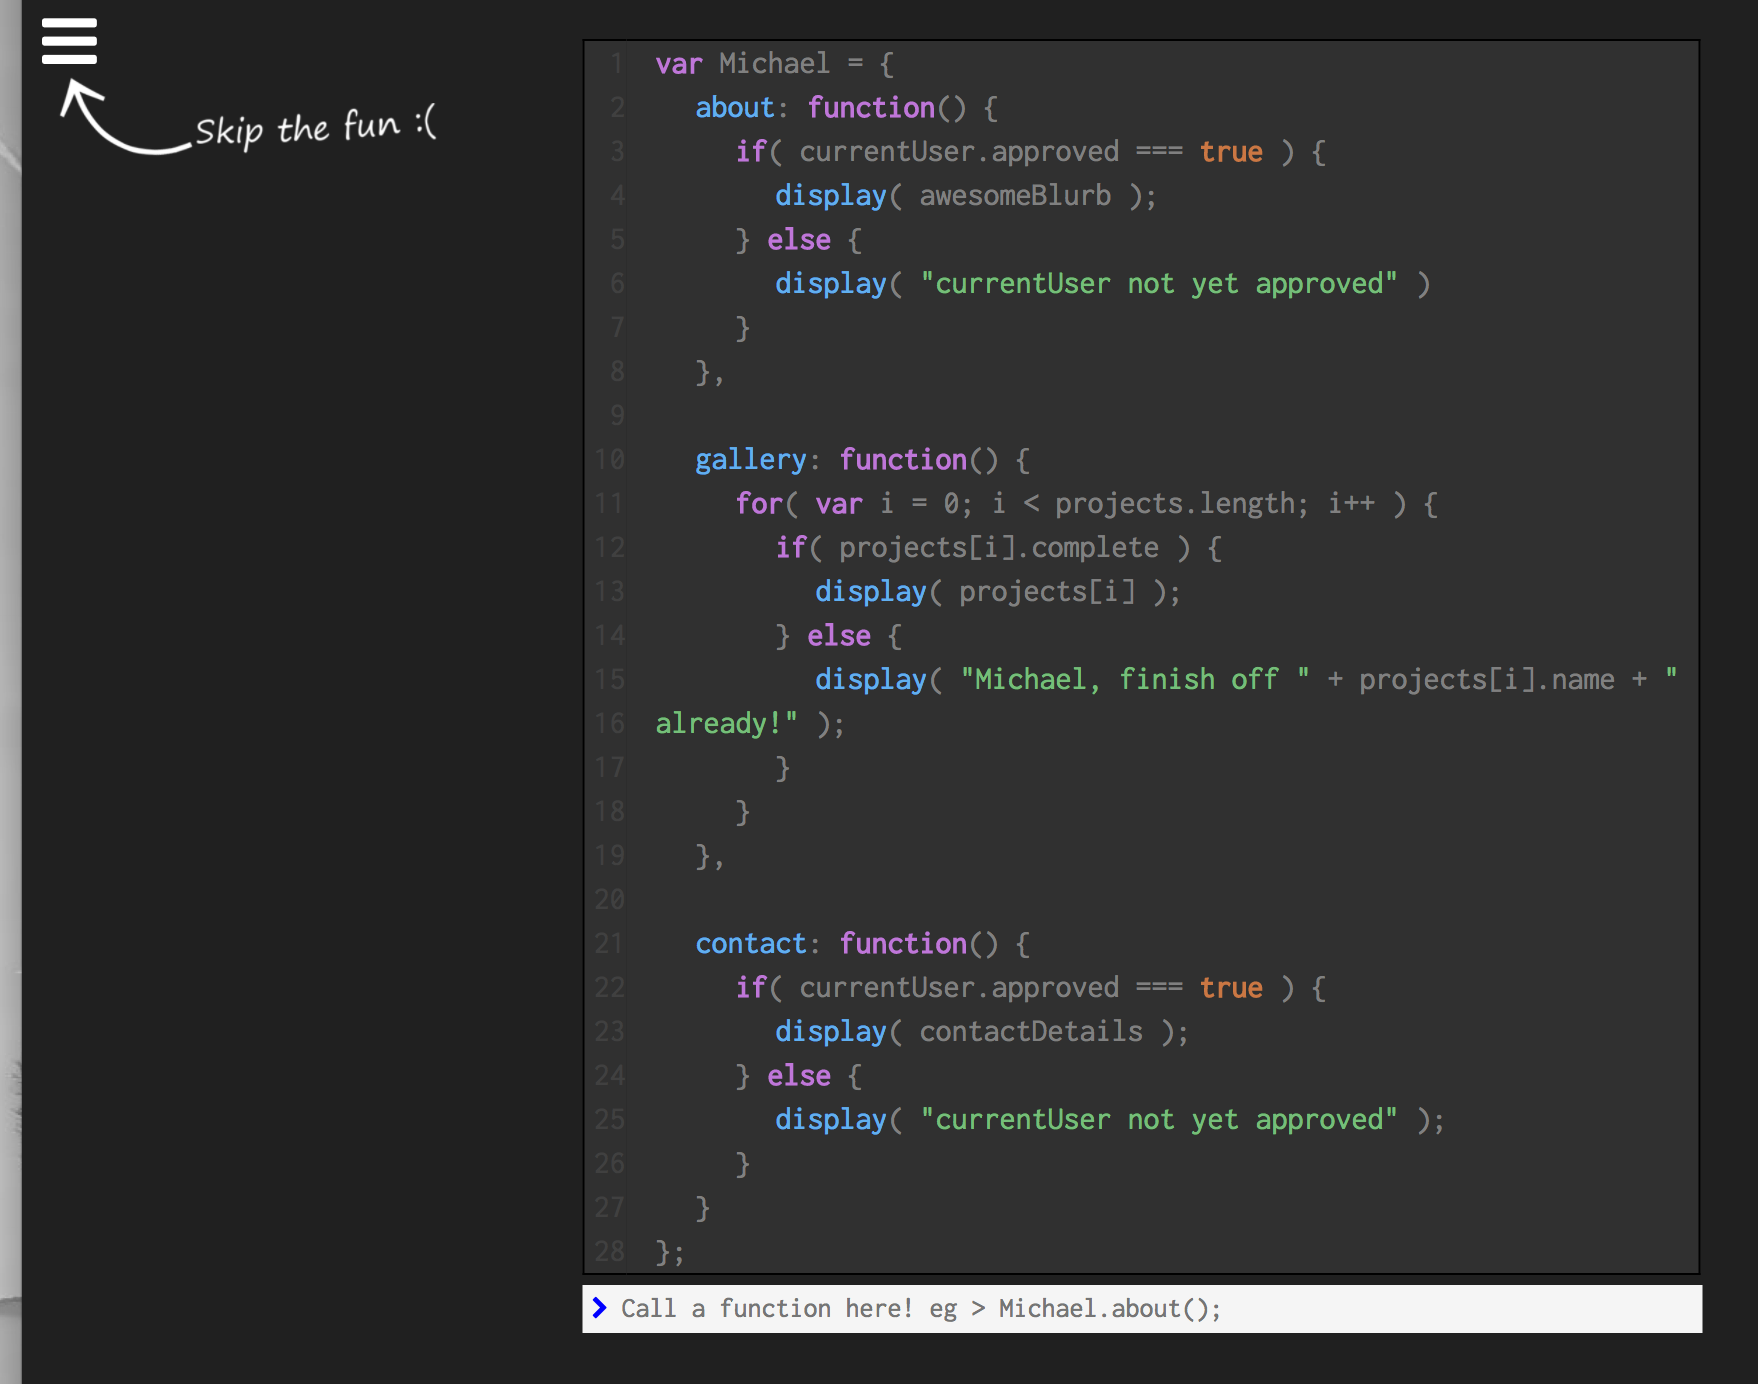 Skip the fun :(
1 var Michael = {
2 about: function() {
3 if( currentUser.approved === true ) {
4 display( awesomeBlurb );
5 } else {
6 display( "currentUser not yet approved" )
7 }
8 },
9
10 gallery: function() {
11 for( var i = 0; i < projects.length; i++ ) {
12 if( projects[i].complete ) {
13 display( projects[i] );
14 } else {
15 display( "Michael, finish off " + projects[i].name + "
16 already!" );
17 }
18 }
19 },
20
21 contact: function() {
22 if( currentUser.approved === true ) {
23 display( contactDetails );
24 } else {
25 display( "currentUser not yet approved" );
26 }
27 }
28 };
Call a function here! eg > Michael.about();